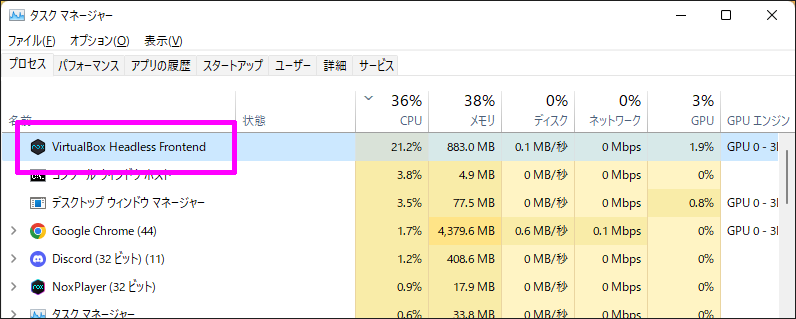 タスク マネージャー
ファイル(F) オプション(O) 表示(V)
プロセス パフォーマンス アプリの履歴 スタートアップ ユーザー 詳細 サービス
36% 38% 0% 0% 3%
名前 状態 CPU メモリ ディスク ネットワーク GPU GPU エンジン
VirtualBox Headless Frontend 21.2% 883.0 MB 0.1 MB/秒 0 Mbps 1.9% GPU 0 - 3
コンソール ウィンドウ ホスト 3.8% 4.9 MB 0 MB/秒 0 Mbps 0%
デスクトップ ウィンドウ マネージャー 3.5% 77.5 MB 0 MB/秒 0 Mbps 0.8% GPU 0 - 3
Google Chrome (44) 1.7% 4,379.6 MB 0.6 MB/秒 0.1 Mbps 0% GPU 0 - 3
Discord (32 ビット) (11) 1.2% 408.6 MB 0 MB/秒 0 Mbps 0%
NoxPlayer (32 ビット) 0.9% 17.9 MB 0 MB/秒 0 Mbps 0%
タスク マネージャー 0.6% 33.8 MB 0 MB/秒 0 Mbps 0%